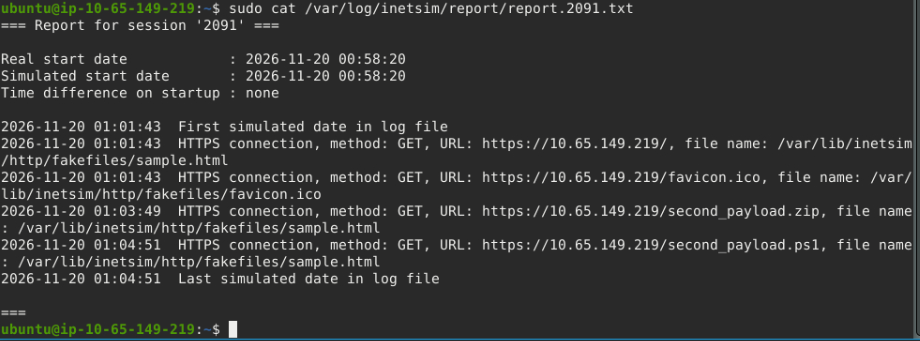 ubuntu@ip-10-65-149-219:~$ sudo cat /var/log/inetsim/report/report.2091.txt
=== Report for session '2091' ===
Real start date            : 2026-11-20 00:58:20
Simulated start date       : 2026-11-20 00:58:20
Time difference on startup : none
2026-11-20 01:01:43  First simulated date in log file
2026-11-20 01:01:43  HTTPS connection, method: GET, URL: https://10.65.149.219/, file name: /var/lib/inetsim
/http/fakefiles/sample.html
2026-11-20 01:01:43  HTTPS connection, method: GET, URL: https://10.65.149.219/favicon.ico, file name: /var/
lib/inetsim/http/fakefiles/favicon.ico
2026-11-20 01:03:49  HTTPS connection, method: GET, URL: https://10.65.149.219/second_payload.zip, file name
: /var/lib/inetsim/http/fakefiles/sample.html
2026-11-20 01:04:51  HTTPS connection, method: GET, URL: https://10.65.149.219/second_payload.ps1, file name
: /var/lib/inetsim/http/fakefiles/sample.html
2026-11-20 01:04:51  Last simulated date in log file
===
ubuntu@ip-10-65-149-219:~$